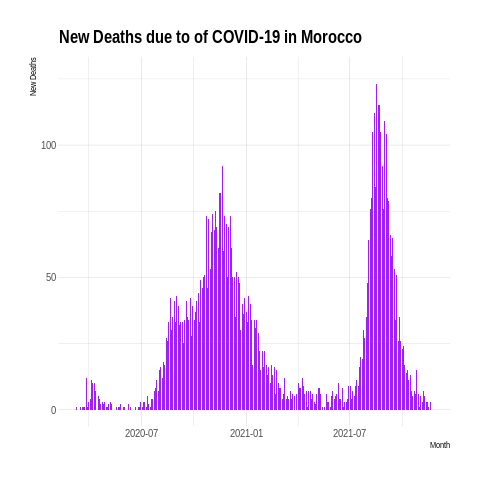 New Deaths due to of COVID-19 in Morocco
New Deaths
100
50
0
2020-07
2021-01
2021-07
Month